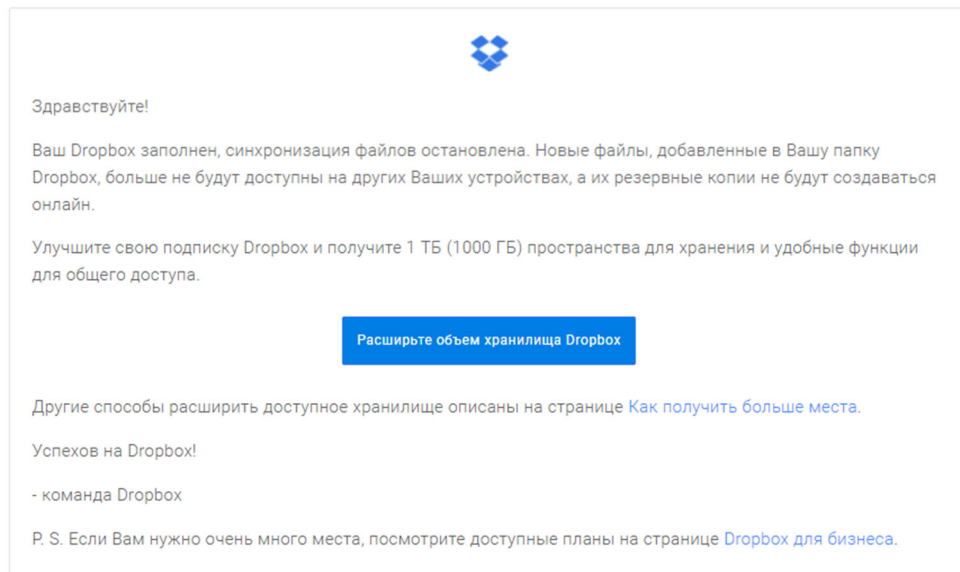 Здравствуйте!
Ваш Dropbox заполнен, синхронизация файлов остановлена. Новые файлы, добавленные в Вашу папку
Dropbox, больше не будут доступны на других Ваших устройствах, а их резервные копии не будут создаваться
онлайн.
Улучшите свою подписку Dropbox и получите 1 ТБ (1000 ГБ) пространства для хранения и удобные функции
для общего доступа.
Расширьте объем хранилища Dropbox
Другие способы расширить доступное хранилище описаны на странице Как получить больше места.
Успехов на Dropbox!
- команда Dropbox
P. S. Если Вам нужно очень много места, посмотрите доступные планы на странице Dropbox для бизнеса.